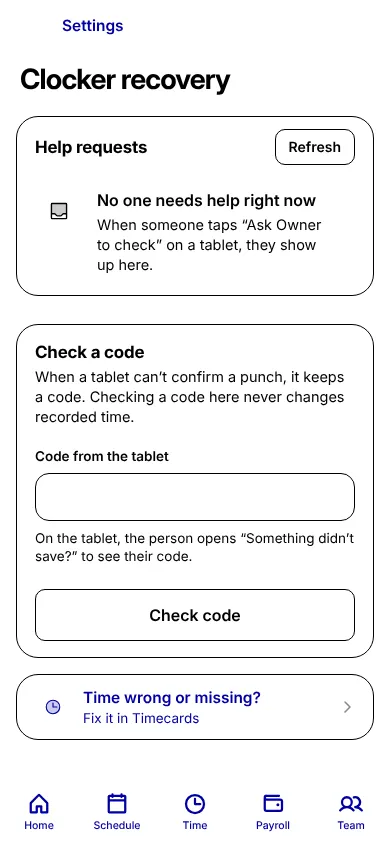 Settings
Clocker recovery
Help requests
Refresh
No one needs help right now
When someone taps “Ask Owner
to check” on a tablet, they show
up here.
Check a code
When a tablet can’t confirm a punch, it keeps
a code. Checking a code here never changes
recorded time.
Code from the tablet
On the tablet, the person opens “Something didn’t
save?” to see their code.
Check code
Time wrong or missing?
Fix it in Timecards
Home
Schedule
Time
Payroll
Team